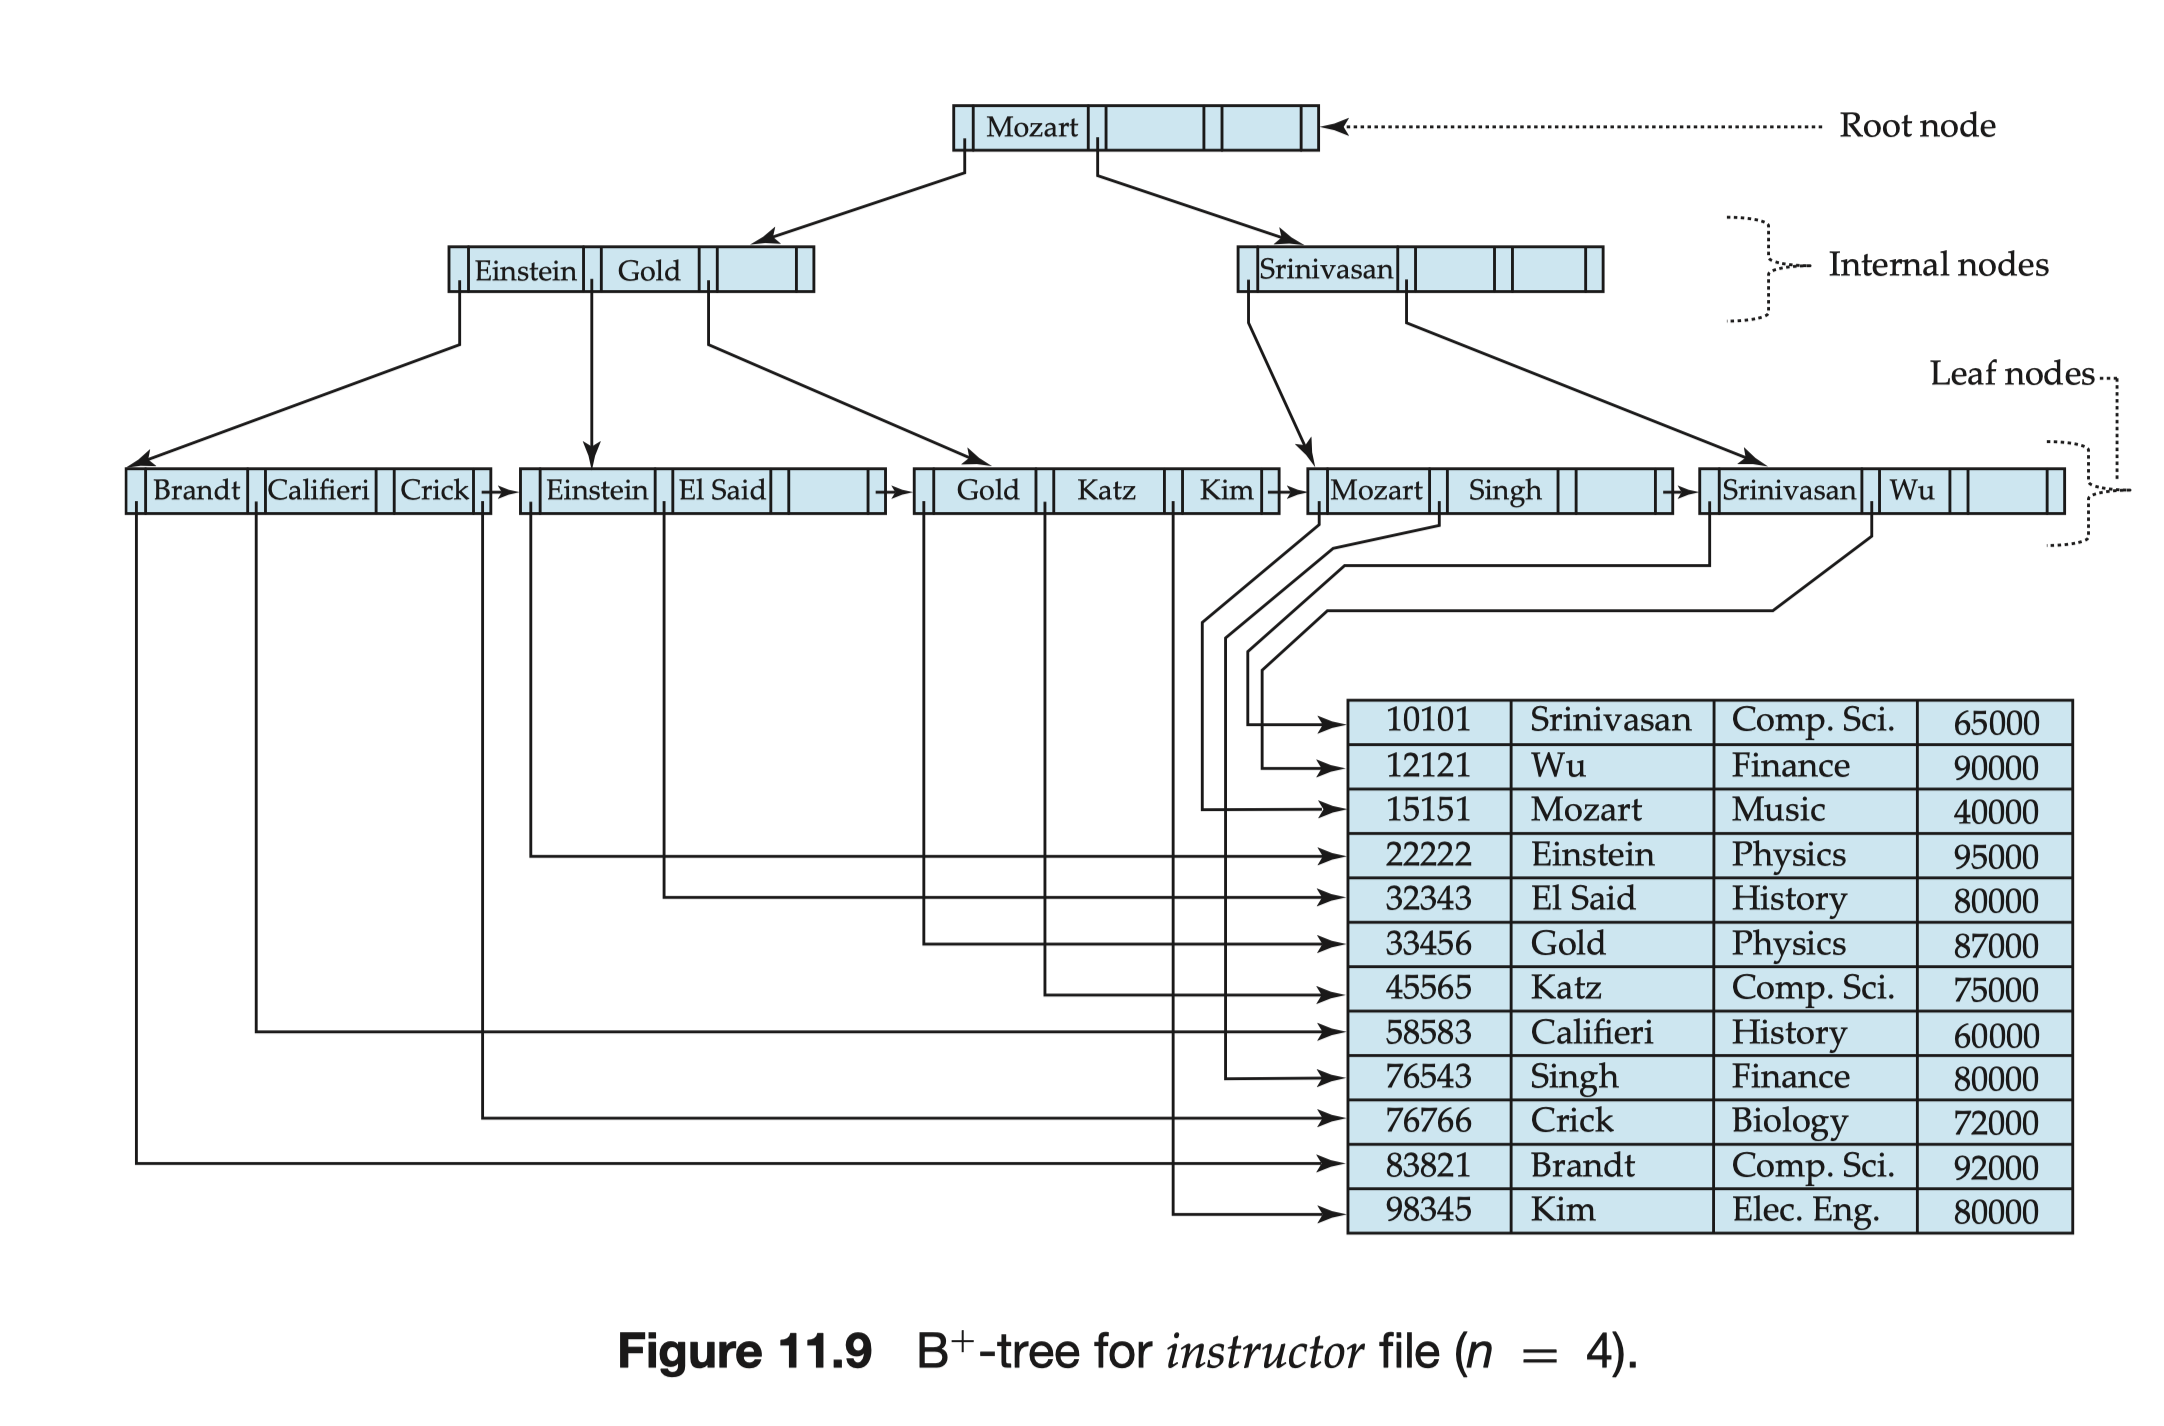 Mozart
Root node
Einstein Gold
Srinivasan
Internal nodes
Leaf nodes
Brandt Califieri Crick
Einstein El Said
Gold Katz Kim
Mozart Singh
Srinivasan Wu
10101 Srinivasan Comp. Sci. 65000
12121 Wu Finance 90000
15151 Mozart Music 40000
22222 Einstein Physics 95000
32343 El Said History 80000
33456 Gold Physics 87000
45565 Katz Comp. Sci. 75000
58583 Califieri History 60000
76543 Singh Finance 80000
76766 Crick Biology 72000
83821 Brandt Comp. Sci. 92000
98345 Kim Elec. Eng. 80000
Figure 11.9 B⁺-tree for instructor file (n = 4).